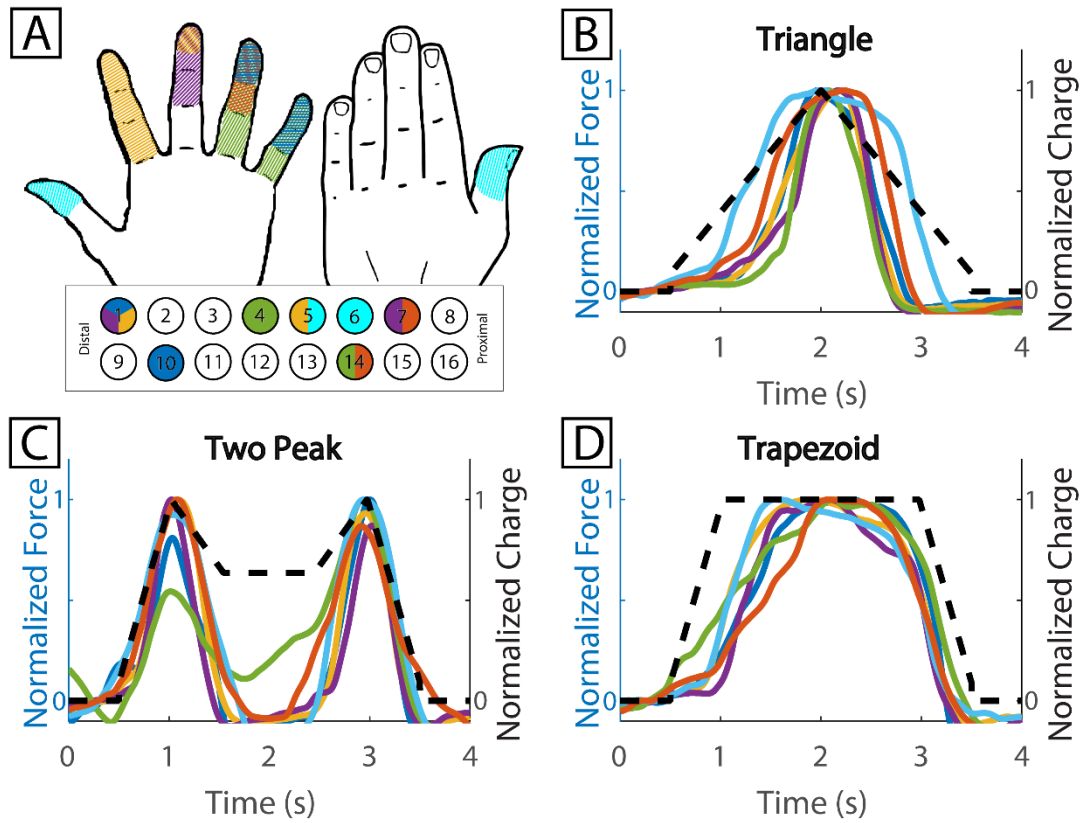 A
Distal
1 2 3 4 5 6 7 8
9 10 11 12 13 14 15 16
Proximal
B
Triangle
Normalized Force
Normalized Charge
1
0
1
0
0 1 2 3 4
Time (s)
C
Two Peak
Normalized Force
Normalized Charge
1
0
1
0
0 1 2 3 4
Time (s)
D
Trapezoid
Normalized Force
Normalized Charge
1
0
1
0
0 1 2 3 4
Time (s)